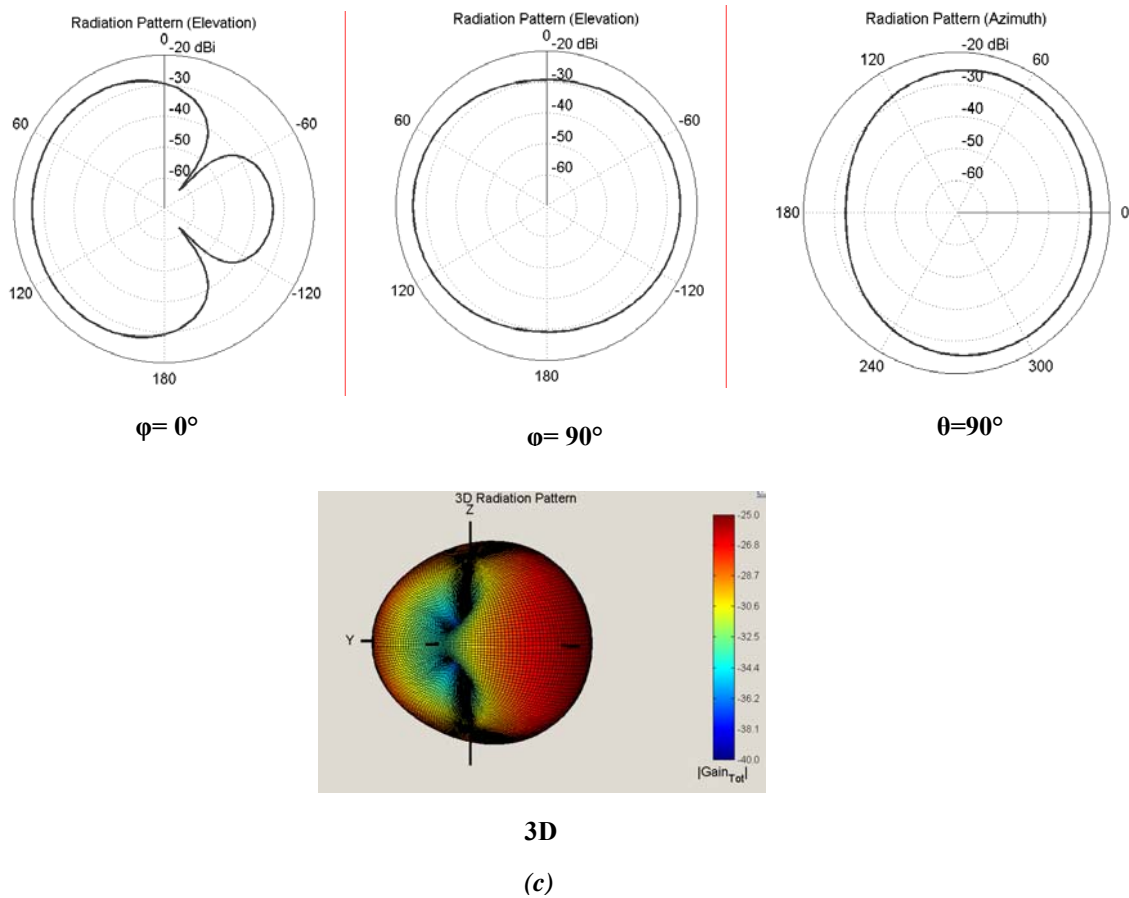 Radiation Pattern (Elevation)
0
-20 dBi
-30
-40
-50
-60
60
-60
120
-120
180
φ= 0°
Radiation Pattern (Elevation)
0
-20 dBi
-30
-40
-50
-60
60
-60
120
-120
180
φ= 90°
Radiation Pattern (Azimuth)
-20 dBi
-30
-40
-50
-60
120
60
180
0
240
300
θ=90°
3D Radiation Pattern
Z
Y
-25.0
-26.8
-28.7
-30.6
-32.5
-34.4
-36.2
-38.1
-40.0
|Gain_Tot|
3D
(c)